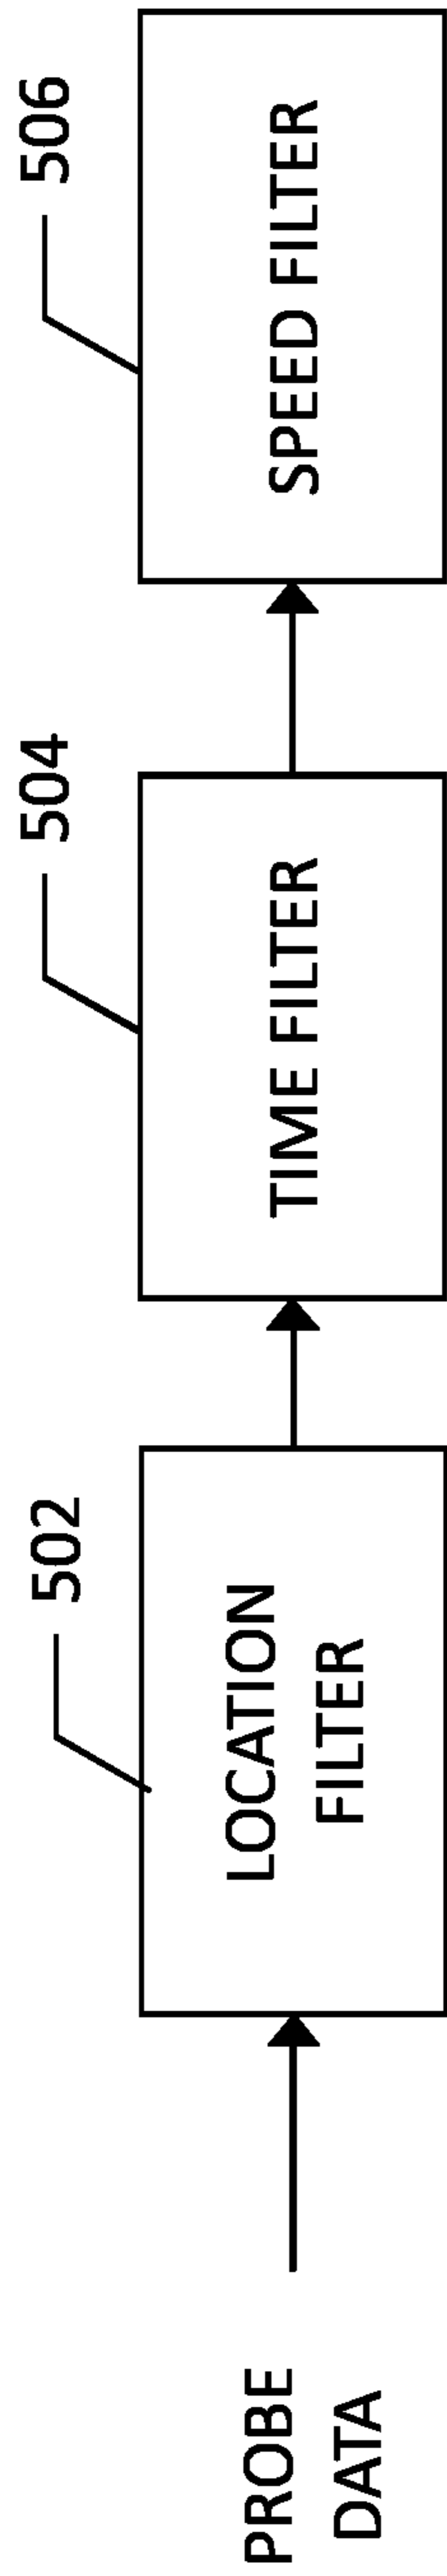 PROBE
DATA
502
LOCATION
FILTER
504
TIME FILTER
506
SPEED FILTER